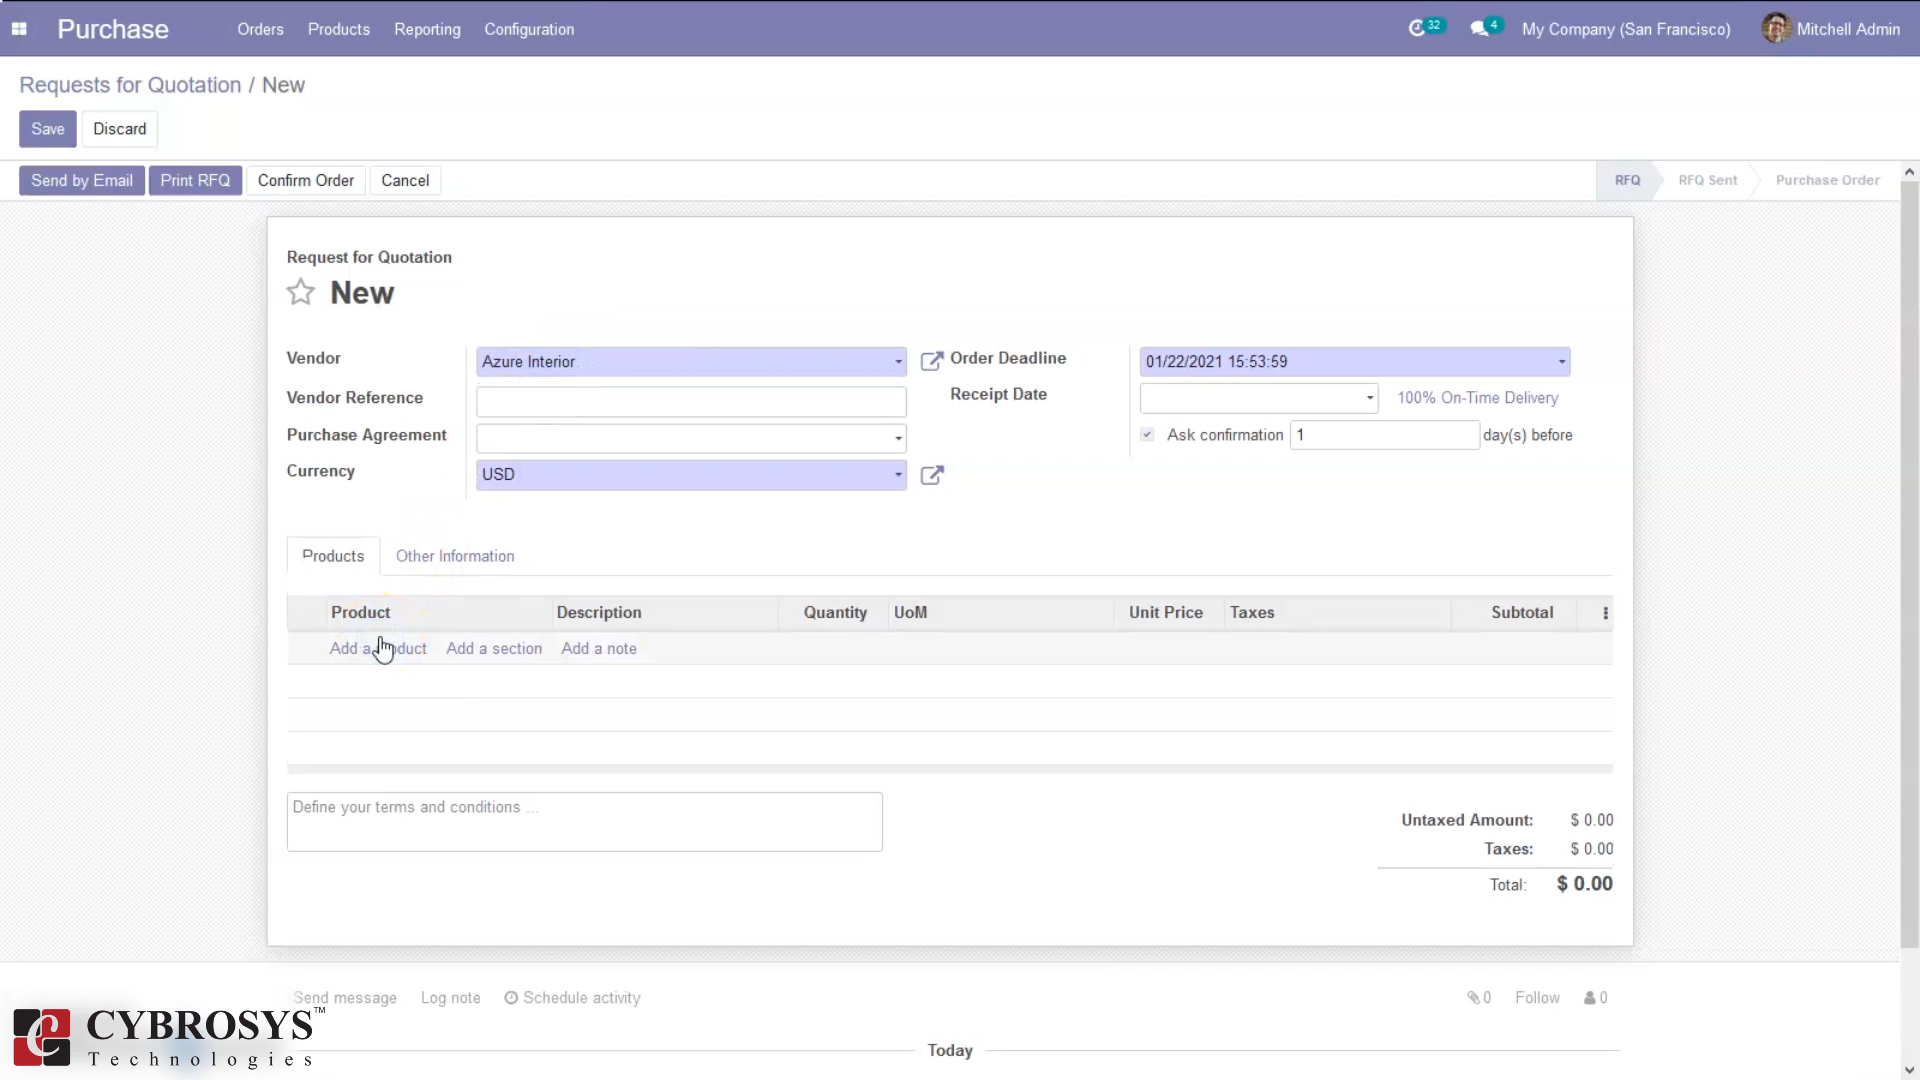 Purchase Orders Products Reporting Configuration 32 4 My Company (San Francisco) Mitchell Admin
Requests for Quotation / New
Save Discard
Send by Email Print RFQ Confirm Order Cancel RFQ RFQ Sent Purchase Order
Request for Quotation
New
Vendor Azure Interior Order Deadline 01/22/2021 15:53:59
Vendor Reference Receipt Date 100% On-Time Delivery
Purchase Agreement Ask confirmation 1 day(s) before
Currency USD
Products Other Information
Product Description Quantity UoM Unit Price Taxes Subtotal
Add a product Add a section Add a note
Define your terms and conditions ...
Untaxed Amount: $ 0.00
Taxes: $ 0.00
Total: $ 0.00
Send message Log note Schedule activity 0 Follow 0
CYBROSYS™
Technologies
Today